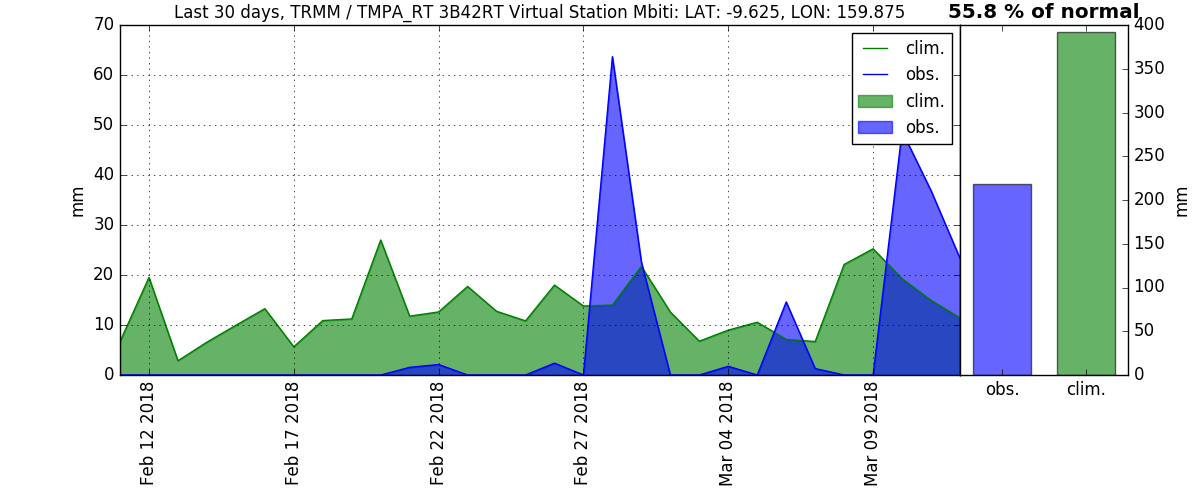 Last 30 days, TRMM / TMPA_RT 3B42RT Virtual Station Mbiti: LAT: -9.625, LON: 159.875
55.8 % of normal
70
60
50
40
30
20
10
0
mm
clim.
obs.
clim.
obs.
Feb 12 2018
Feb 17 2018
Feb 22 2018
Feb 27 2018
Mar 04 2018
Mar 09 2018
400
350
300
250
200
150
100
50
0
mm
obs.
clim.